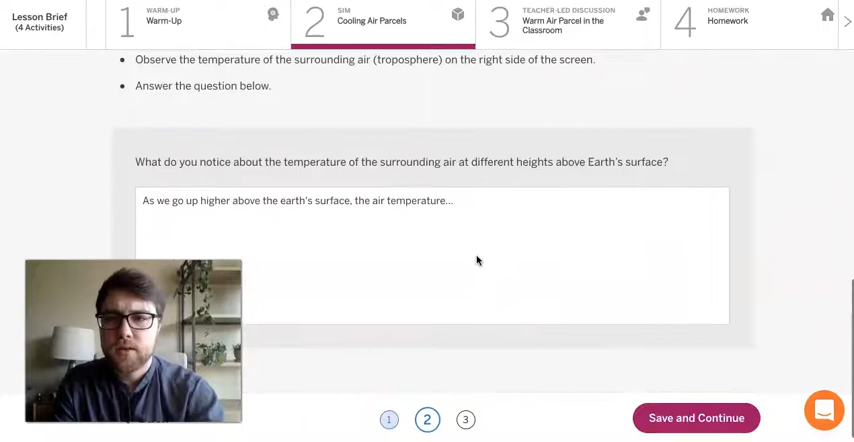 Lesson Brief
(4 Activities)
1
WARM-UP
Warm-Up
2
SIM
Cooling Air Parcels
3
TEACHER-LED DISCUSSION
Warm Air Parcel in the
Classroom
4
HOMEWORK
Homework
• Observe the temperature of the surrounding air (troposphere) on the right side of the screen.
• Answer the question below.
What do you notice about the temperature of the surrounding air at different heights above Earth's surface?
As we go up higher above the earth's surface, the air temperature...
1 2 3
Save and Continue